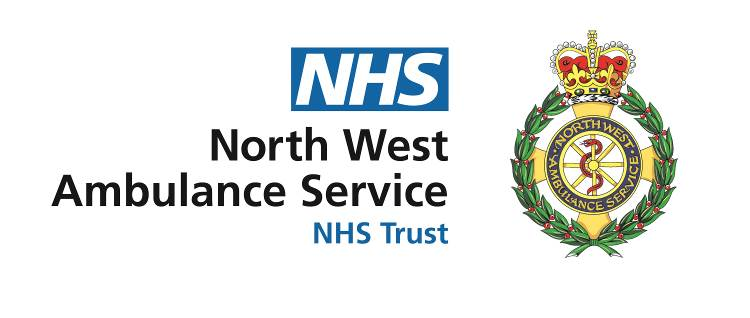 NHS
North West
Ambulance Service
NHS Trust
NORTH WEST
AMBULANCE SERVICE